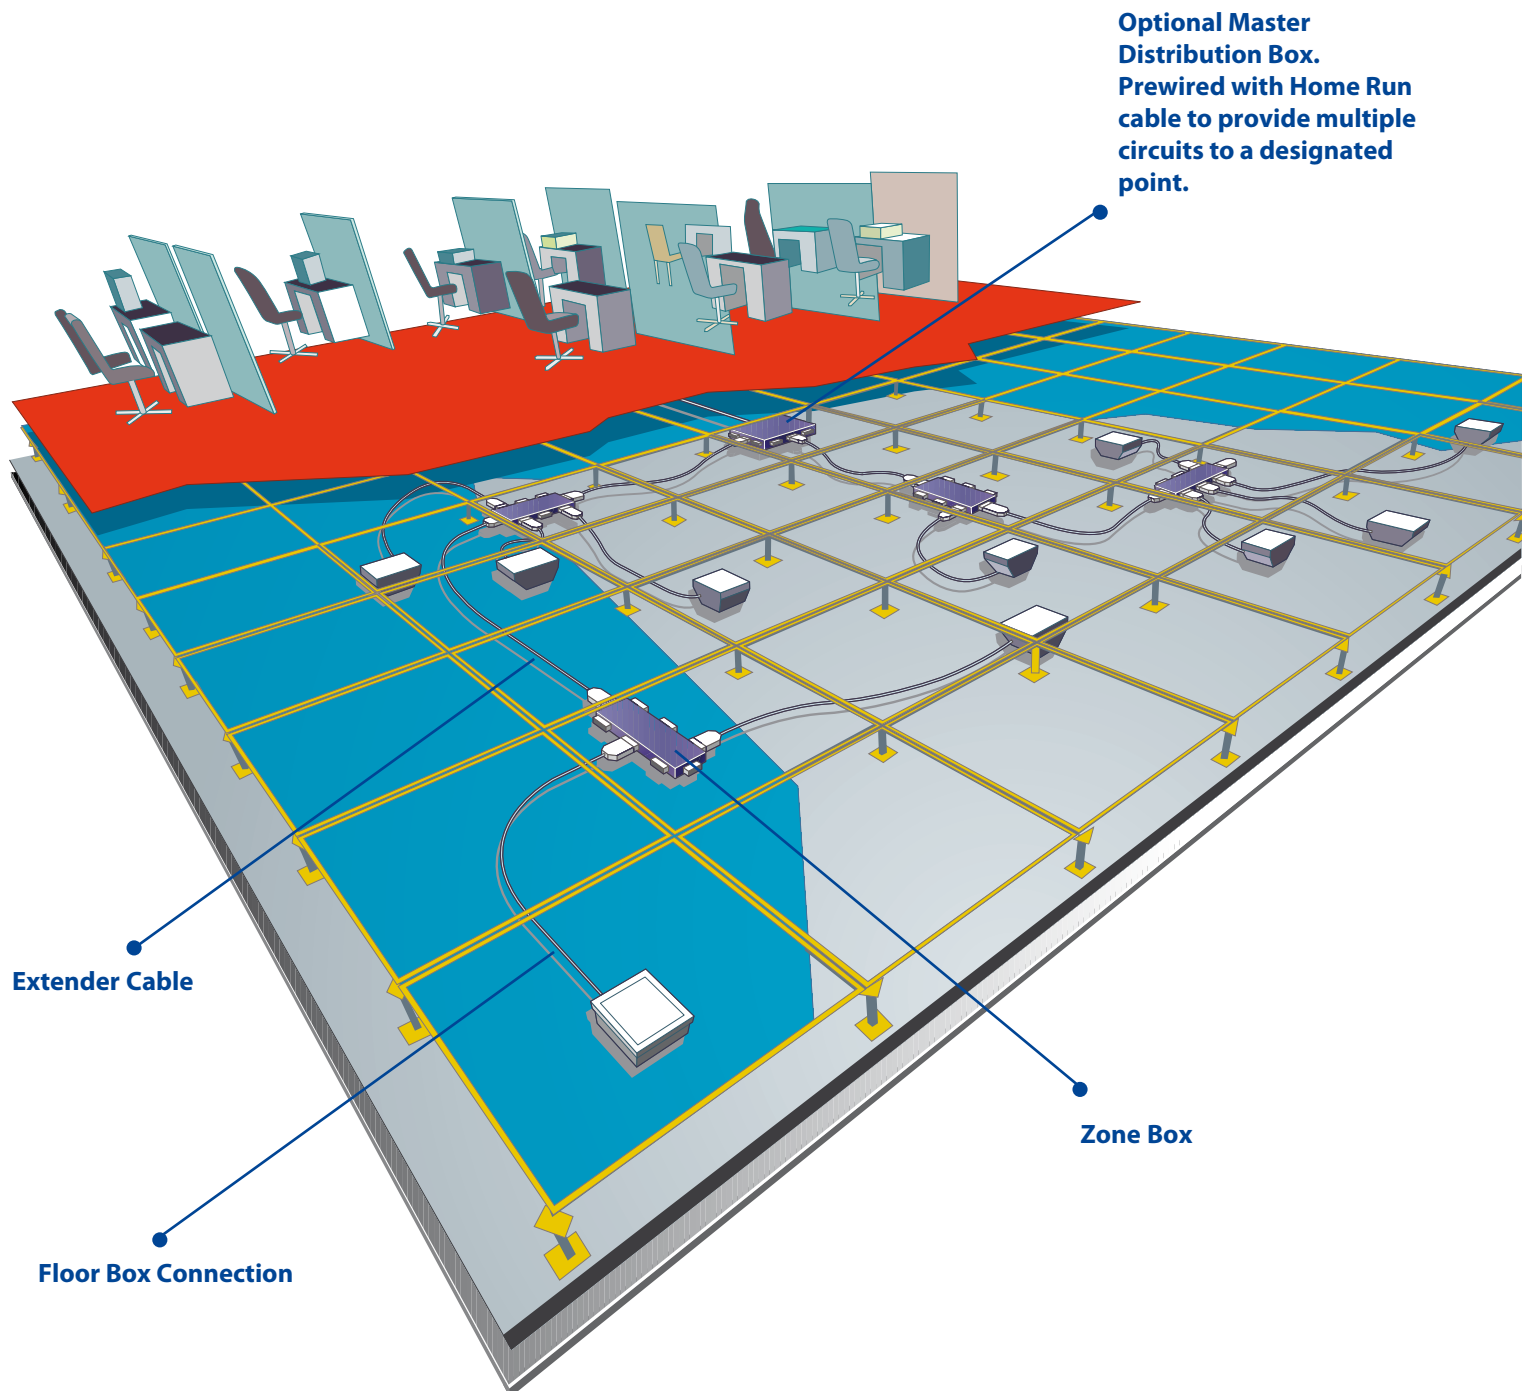 Optional Master
Distribution Box.
Prewired with Home Run
cable to provide multiple
circuits to a designated
point.
Extender Cable
Zone Box
Floor Box Connection